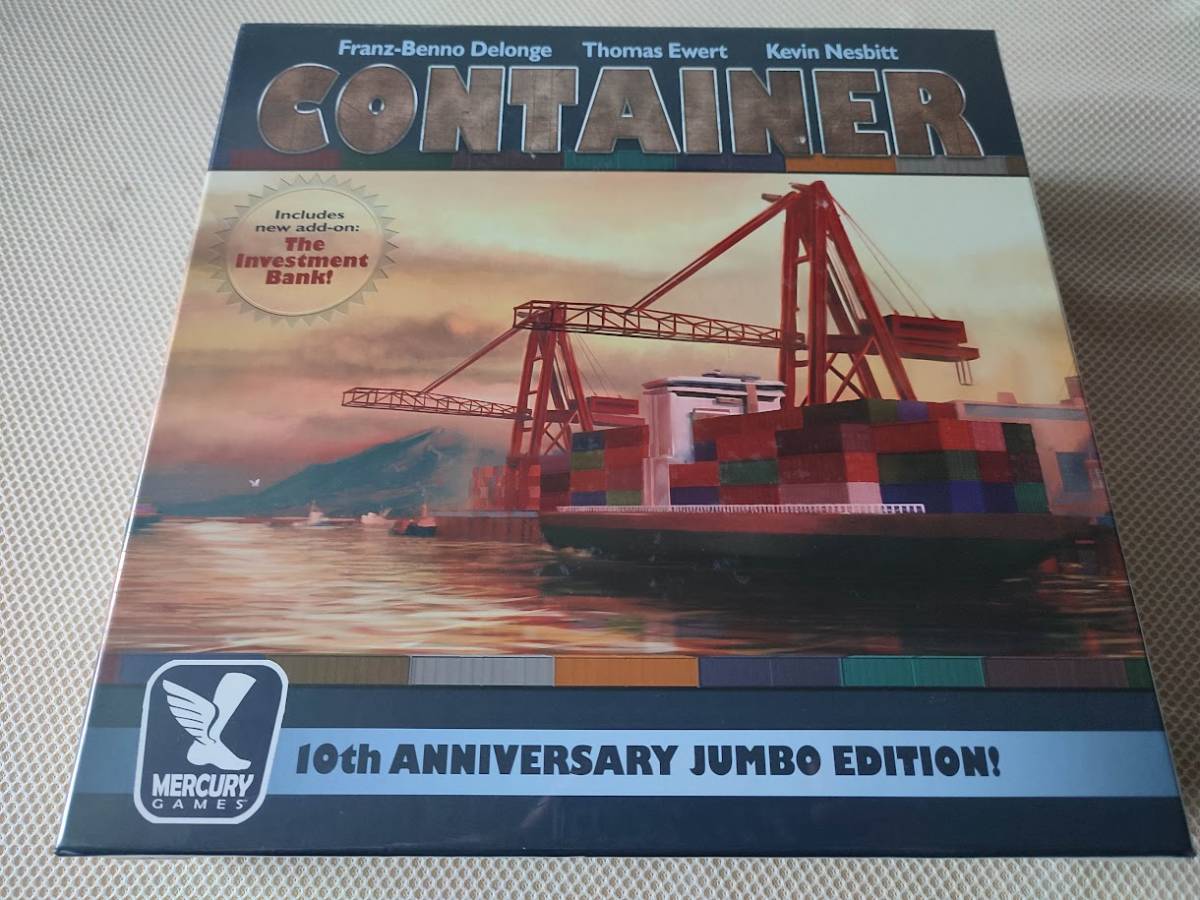 Franz-Benno Delonge Thomas Ewert Kevin Nesbitt
CONTAINER
Includes
new add-on:
The
Investment
Bank!
10th ANNIVERSARY JUMBO EDITION!
MERCURY
GAMES